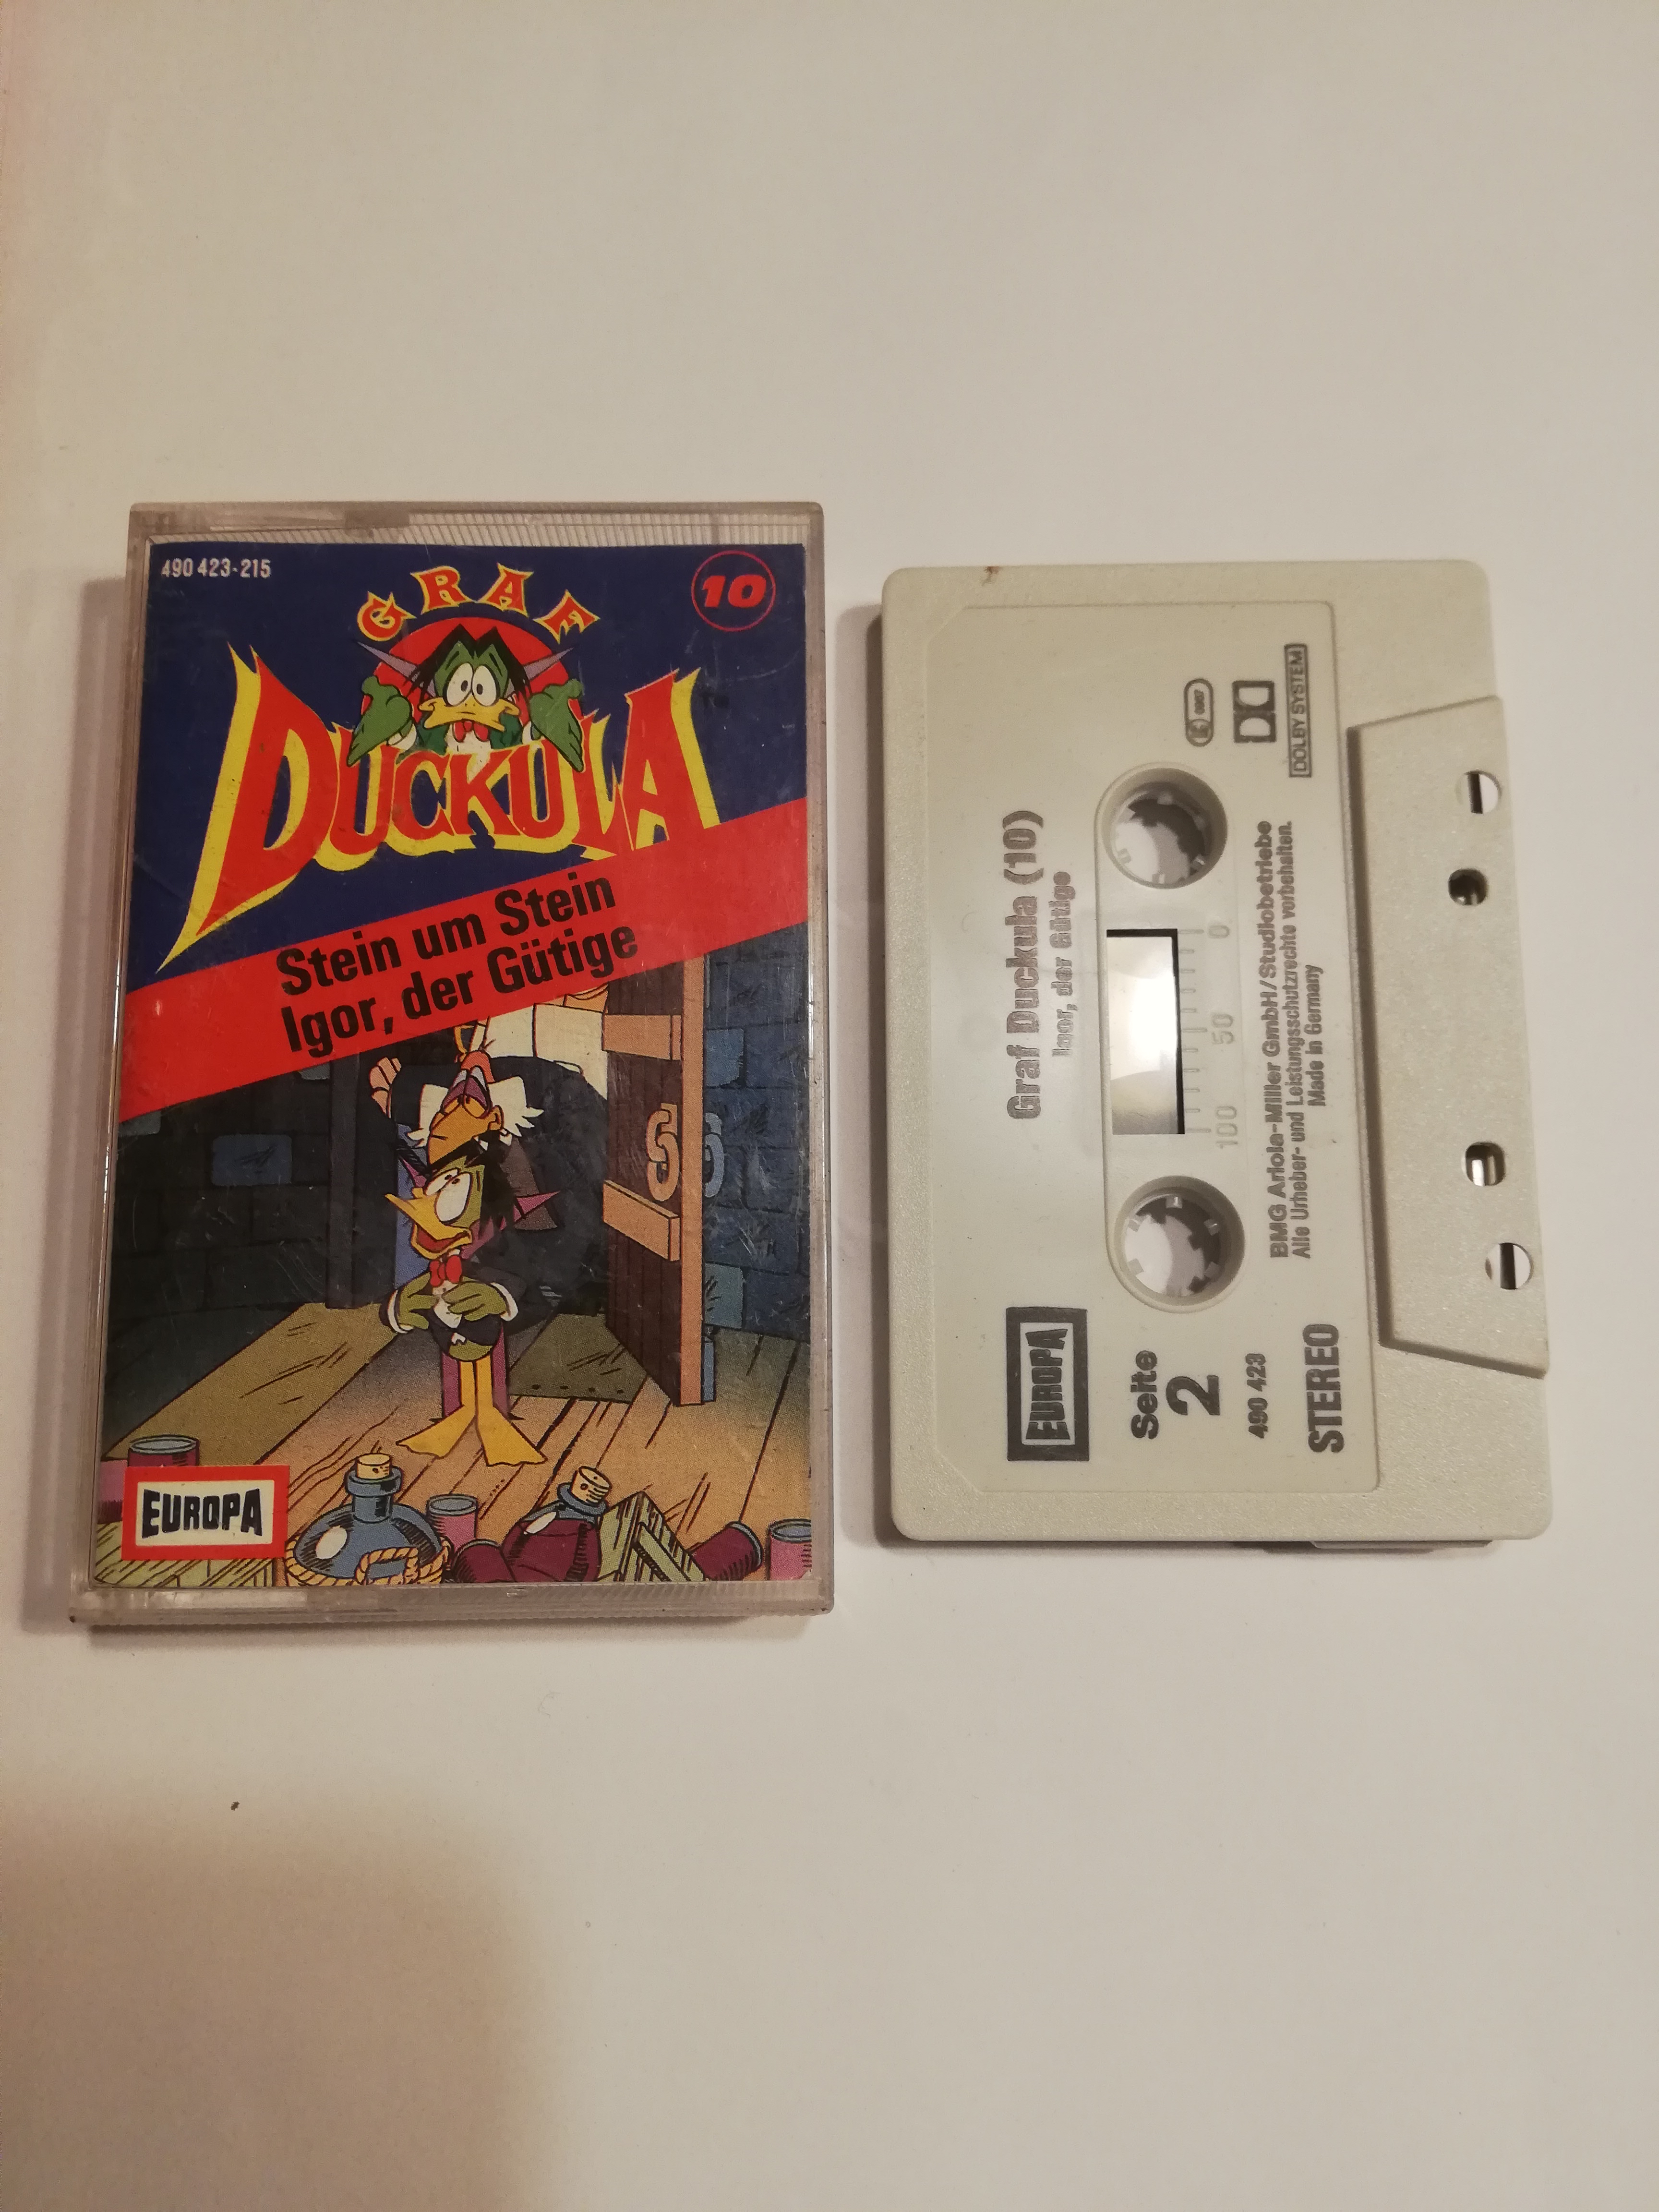 490 423-215
10
GRAF
DUCKULA
Stein um Stein
Igor, der Gütige
EUROPA
Graf Duckula (10)
Igor, der Gütige
100 50 0
DOLBY SYSTEM
BMG Ariola-Miller GmbH/Studiobetriebe
Alle Urheber- und Leistungsschutzrechte vorbehalten.
Made in Germany
EUROPA
Seite
2
490 423
STEREO